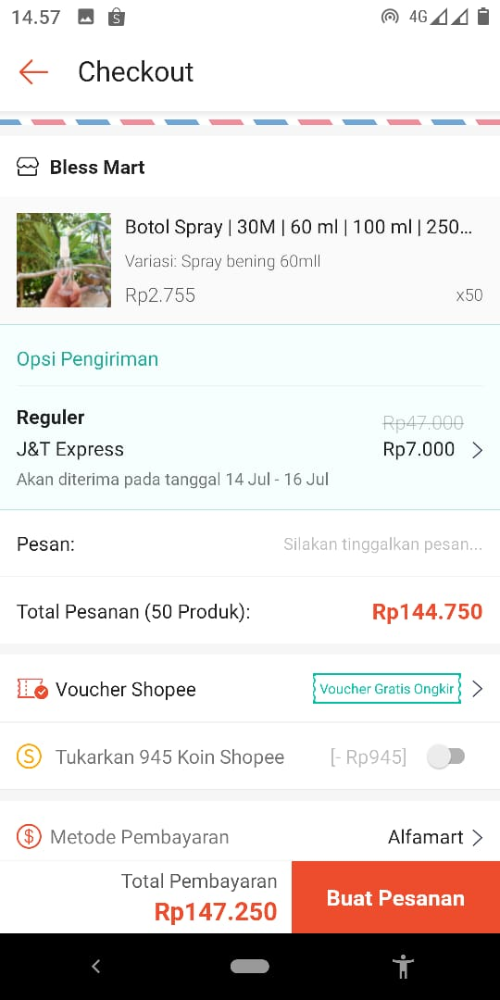 14.57 4G
Checkout
Bless Mart
Botol Spray | 30M | 60 ml | 100 ml | 250...
Variasi: Spray bening 60mll
Rp2.755 x50
Opsi Pengiriman
Reguler Rp47.000
J&T Express Rp7.000
Akan diterima pada tanggal 14 Jul - 16 Jul
Pesan: Silakan tinggalkan pesan...
Total Pesanan (50 Produk): Rp144.750
Voucher Shopee Voucher Gratis Ongkir
S Tukarkan 945 Koin Shopee [- Rp945]
$ Metode Pembayaran Alfamart
Total Pembayaran
Rp147.250 Buat Pesanan